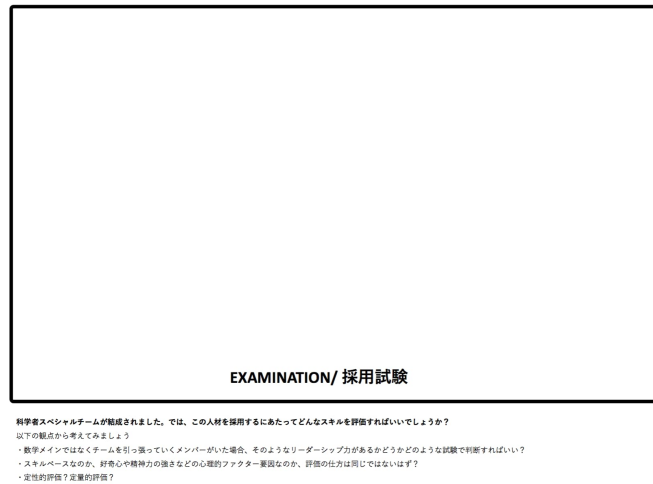 EXAMINATION/ 採用試験
科学者スペシャルチームが結成されました。では、この人材を採用するにあたってどんなスキルを評価すればいいでしょうか？
以下の観点から考えてみましょう
・数学メインではなくチームを引っ張っていくメンバーがいた場合、そのようなリーダーシップ力があるかどうかどのような試験で判断すればいい？
・スキルベースなのか、好奇心や精神力の強さなどの心理的ファクター要因なのか、評価の仕方は同じではないはず？
・定性的評価？定量的評価？